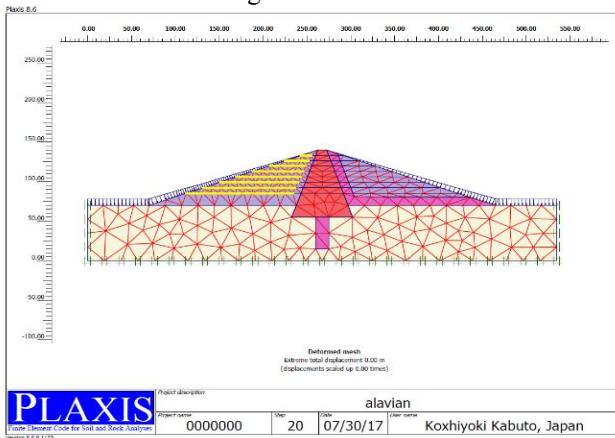 Plaxis 8.6
0.00 50.00 100.00 150.00 200.00 250.00 300.00 350.00 400.00 450.00 500.00 550.00
250.00
200.00
150.00
100.00
50.00
0.00
-50.00
-100.00
Deformed mesh
Extreme total displacement 0.00 m
(displacements scaled up 0.00 times)
PLAXIS
Finite Element Code for Soil and Rock Analyses
Project description
alavian
Project name
0000000
Step
20
Date
07/30/17
User name
Koxhiyoki Kabuto, Japan